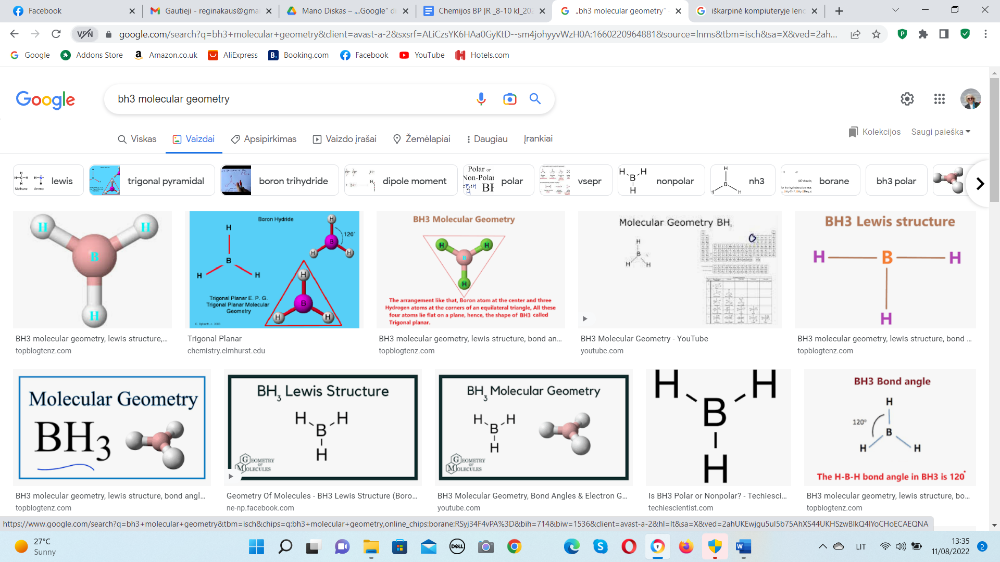 Facebook
Gautieji - reginakaus@gmai
Mano Diskas – „„Google“ di
Chemijos BP ĮR _8-10 kl_202
„bh3 molecular geometry“
iškarpinė kompiuteryje leno
VPN
google.com/search?q=bh3+molecular+geometry&client=avast-a-2&sxsrf=ALiCzsYK6HAa0GyKtD--sm4johyyvWzH0A:1660220964881&source=lnms&tbm=isch&sa=X&ved=2ah...
Google
Addons Store
Amazon.co.uk
AliExpress
Booking.com
Facebook
YouTube
Hotels.com
Google
bh3 molecular geometry
Viskas
Vaizdai
Apsipirkimas
Vaizdo įrašai
Žemėlapiai
Daugiau
Įrankiai
Kolekcijos
Saugi paieška
lewis
trigonal pyramidal
boron trihydride
dipole moment
Polar or
Non-Polar
polar
vsepr
nonpolar
nh3
borane
bh3 polar
H H
B
H
Boron Hydride
H
B
H H
120°
H
B
H H
H
B
H H
Trigonal Planar E. P. G.
Trigonal Planar Molecular
Geometry
C. Ophardt, c. 2003
BH3 Molecular Geometry
H H
B
H
The arrangement like that, Boron atom at the center and three
Hydrogen atoms at the corners of an equilateral triangle, All these
four atoms lie flat on a plane, hence, the shape of BH3 called
Trigonal planar.
Molecular Geometry BH3
H
B
H H
BH3 Lewis structure
H B H
H
BH3 molecular geometry, lewis structure,...
topblogtenz.com
Trigonal Planar
chemistry.elmhurst.edu
BH3 molecular geometry, lewis structure, bond an...
topblogtenz.com
BH3 Molecular Geometry - YouTube
youtube.com
BH3 molecular geometry, lewis structure, bond ...
topblogtenz.com
Molecular Geometry
BH3
BH3 Lewis Structure
H H
B
H
GEOMETRY
OF
MOLECULES
BH3 Molecular Geometry
H H
B
H
GEOMETRY
OF
MOLECULES
H H
B
H
BH3 Bond angle
H
120°
B
H H
The H-B-H bond angle in BH3 is 120°
BH3 molecular geometry, lewis structure, bond angl...
topblogtenz.com
Geometry Of Molecules - BH3 Lewis Structure (Boro...
ne-np.facebook.com
BH3 Molecular Geometry, Bond Angles & Electron G...
youtube.com
Is BH3 Polar or Nonpolar? - Techiesci...
techiescientist.com
BH3 molecular geometry, lewis structure, bo...
topblogtenz.com
https://www.google.com/search?q=bh3+molecular+geometry&tbm=isch&chips=q:bh3+molecular+geometry,online_chips:borane:RSyj34F4vPA%3D&bih=714&biw=1536&client=avast-a-2&hl=lt&sa=X&ved=2ahUKEwjgu5ul5b75AhXS44UKHSzwBIkQ4lYoCHoECAEQNA
27°C
Sunny
DELL
LIT
13:35
11/08/2022
2